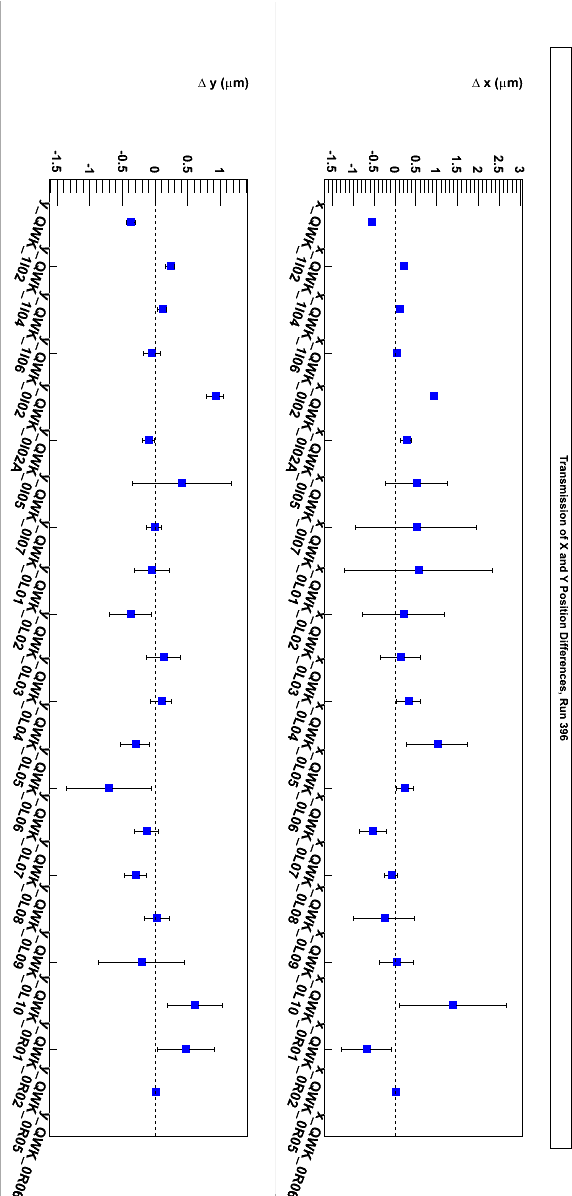 Transmission of X and Y Position Differences, Run 396
Δ x (μm)
3
2.5
2
1.5
1
0.5
0
-0.5
-1
-1.5
x_QWK_1I02
x_QWK_1I04
x_QWK_1I06
x_QWK_0I02
x_QWK_0I02A
x_QWK_0I05
x_QWK_0I07
x_QWK_0L01
x_QWK_0L02
x_QWK_0L03
x_QWK_0L04
x_QWK_0L05
x_QWK_0L06
x_QWK_0L07
x_QWK_0L08
x_QWK_0L09
x_QWK_0L10
x_QWK_0R01
x_QWK_0R02
x_QWK_0R05
x_QWK_0R06
Δ y (μm)
1
0.5
0
-0.5
-1
-1.5
y_QWK_1I02
y_QWK_1I04
y_QWK_1I06
y_QWK_0I02
y_QWK_0I02A
y_QWK_0I05
y_QWK_0I07
y_QWK_0L01
y_QWK_0L02
y_QWK_0L03
y_QWK_0L04
y_QWK_0L05
y_QWK_0L06
y_QWK_0L07
y_QWK_0L08
y_QWK_0L09
y_QWK_0L10
y_QWK_0R01
y_QWK_0R02
y_QWK_0R05
y_QWK_0R06